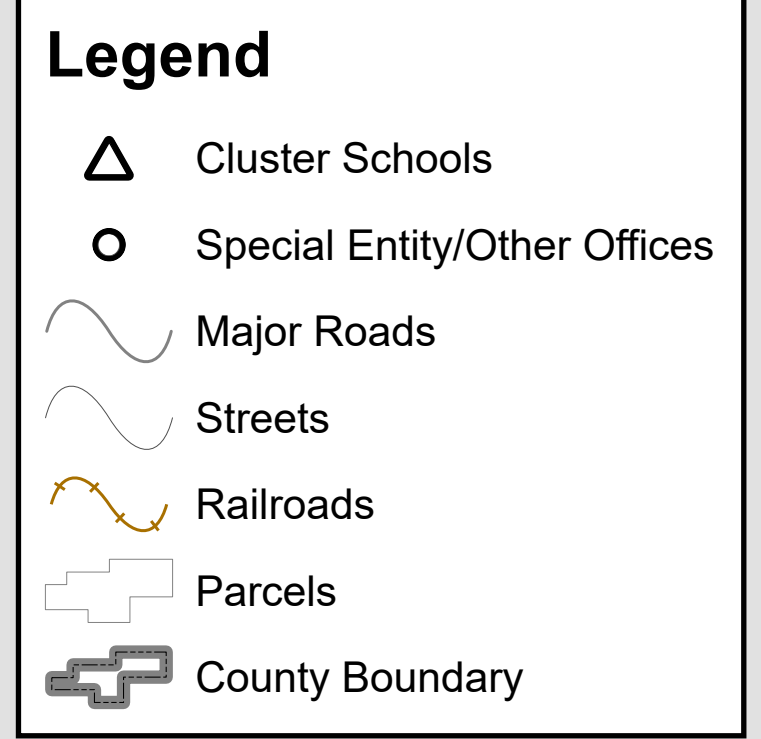 Legend
Cluster Schools
Special Entity/Other Offices
Major Roads
Streets
Railroads
Parcels
County Boundary